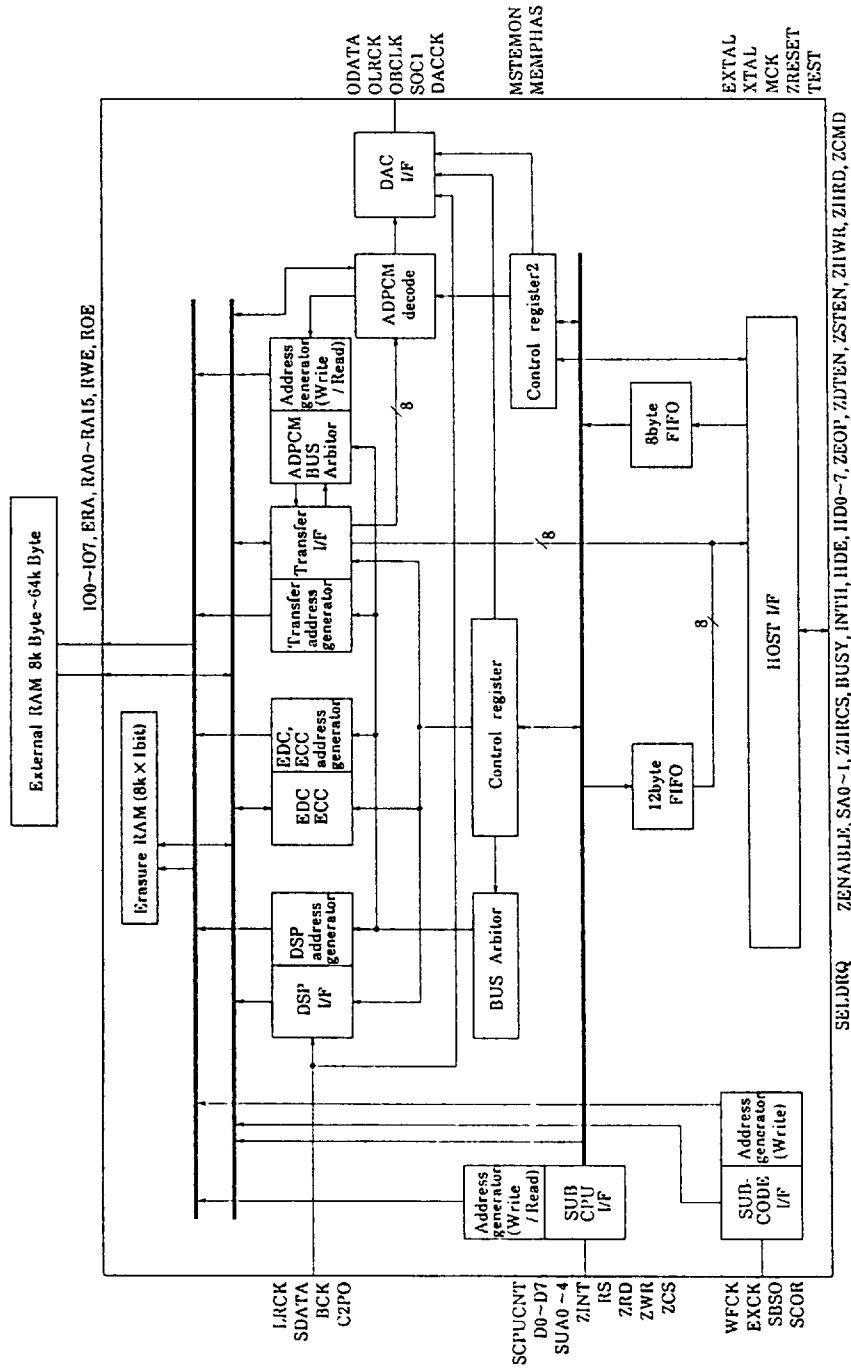 External RAM 8k Byte~64k Byte
IO0~IO7, ERA, RA0~RA15, RWE, ROE
Erasure RAM (8k×1bit)
DSP
I/F
DSP
address
generator
EDC
ECC
EDC,
ECC
address
generator
Transfer
address
generator
Transfer
I/F
ADPCM
BUS
Arbitor
Address
generator
(Write
/Read)
ADPCM
decode
DAC
I/F
ODATA
OLRCK
OBCLK
SOC1
DACCK
LRCK
SDATA
BCK
C2PO
8
Address
generator
(Write
/Read)
SUB
CPU
I/F
BUS Arbitor
Control register
Control register2
MSTEMON
MEMPHAS
SCPUCNT
D0~D7
SUA0~4
ZINT
RS
ZRD
ZWR
ZCS
8
12byte
FIFO
8
8byte
FIFO
SUB-
CODE
I/F
Address
generator
(Write)
HOST I/F
EXTAL
XTAL
MCK
ZRESET
TEST
WFCK
EXCK
SBSO
SCOR
SELDRQ
ZENABLE, SA0~1, ZHRCS, BUSY, INTH, HDE, HD0~7, ZEOP, ZDTEN, ZSTEN, ZHWR, ZHRD, ZCMD